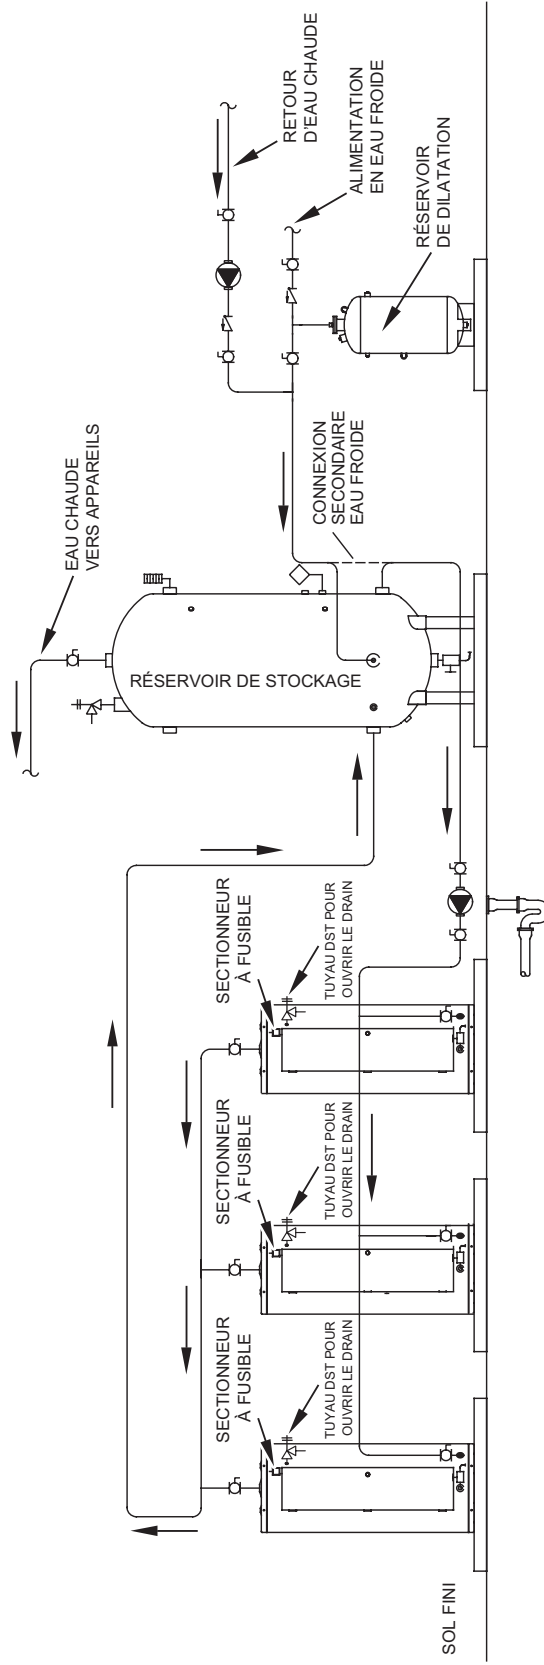 EAU CHAUDE
VERS APPAREILS
RETOUR
D'EAU CHAUDE
ALIMENTATION
EN EAU FROIDE
RÉSERVOIR
DE DILATATION
CONNEXION
SECONDAIRE
EAU FROIDE
RÉSERVOIR DE STOCKAGE
SECTIONNEUR
À FUSIBLE
TUYAU DST POUR
OUVRIR LE DRAIN
SECTIONNEUR
À FUSIBLE
TUYAU DST POUR
OUVRIR LE DRAIN
SECTIONNEUR
À FUSIBLE
TUYAU DST POUR
OUVRIR LE DRAIN
SOL FINI